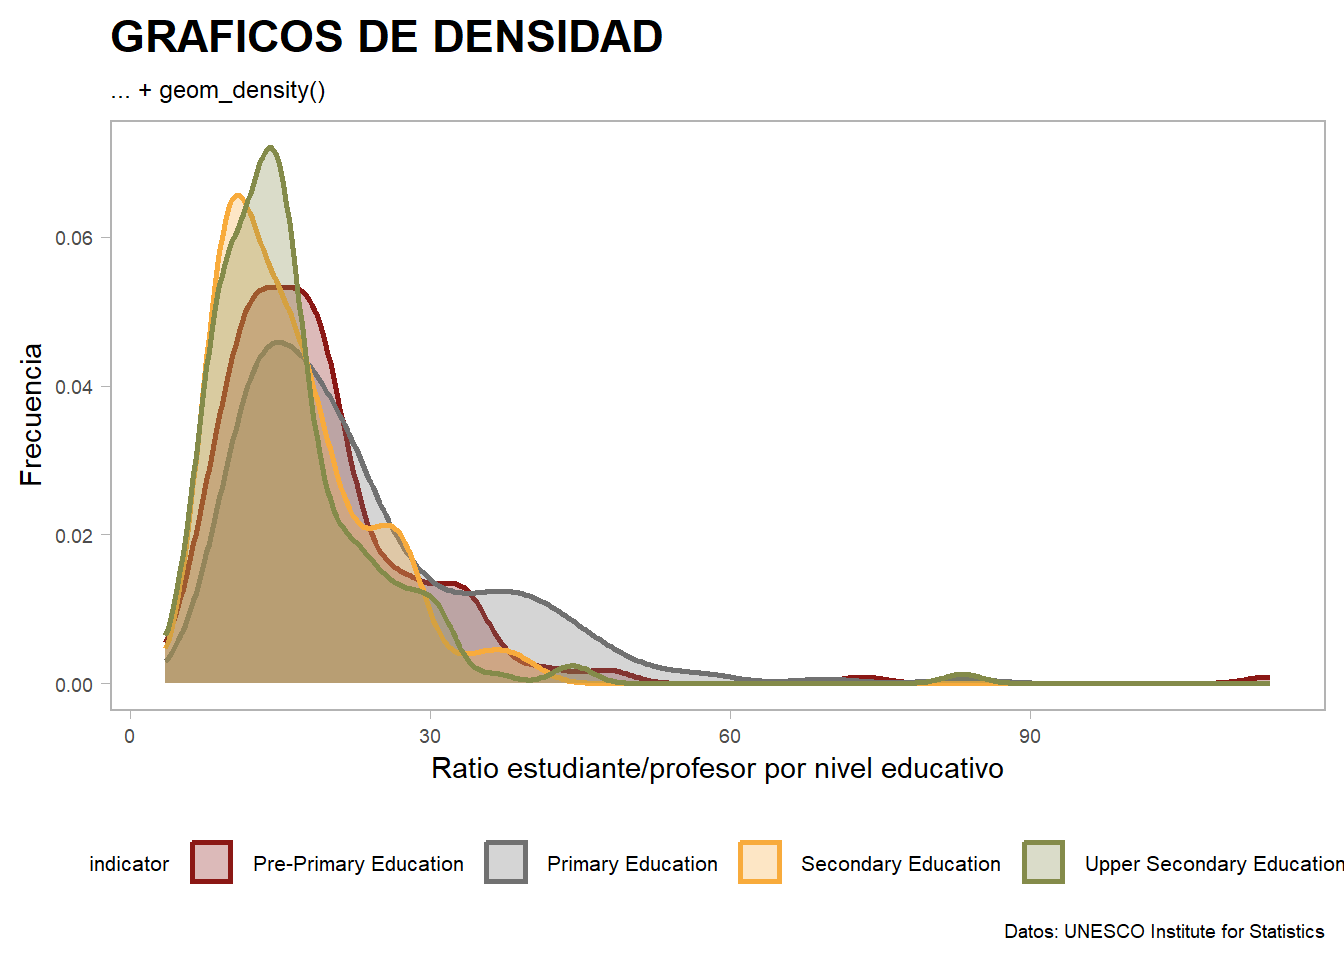 GRAFICOS DE DENSIDAD
... + geom_density()
Frecuencia
0.06
0.04
0.02
0.00
0 30 60 90
Ratio estudiante/profesor por nivel educativo
indicator Pre-Primary Education Primary Education Secondary Education Upper Secondary Education
Datos: UNESCO Institute for Statistics